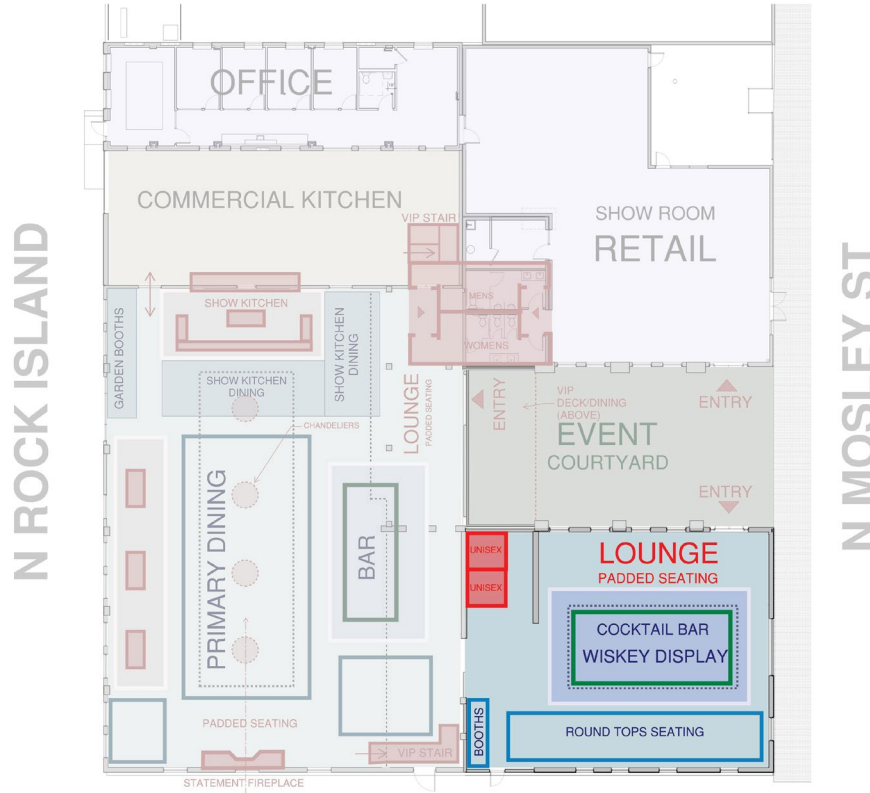 OFFICE
COMMERCIAL KITCHEN
VIP STAIR
SHOW ROOM
RETAIL
MENS
WOMENS
N ROCK ISLAND
N MOSLEY ST
SHOW KITCHEN
GARDEN BOOTHS
SHOW KITCHEN
DINING
SHOW KITCHEN
DINING
LOUNGE
PADDED SEATING
CHANDELIERS
ENTRY
VIP
DECK/DINING
(ABOVE)
ENTRY
EVENT
COURTYARD
ENTRY
PRIMARY DINING
BAR
UNISEX
UNISEX
LOUNGE
PADDED SEATING
COCKTAIL BAR
WISKEY DISPLAY
BOOTHS
ROUND TOPS SEATING
PADDED SEATING
VIP STAIR
STATEMENT FIREPLACE